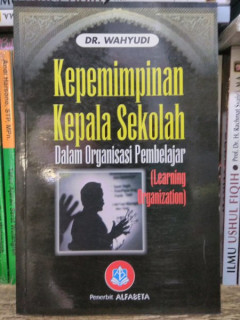 DR. WAHYUDI
Kepemimpinan
Kepala Sekolah
Dalam Organisasi Pembelajar
(Learning
Organization)
Penerbit ALFABETA
ILMU USHUL FIQIH